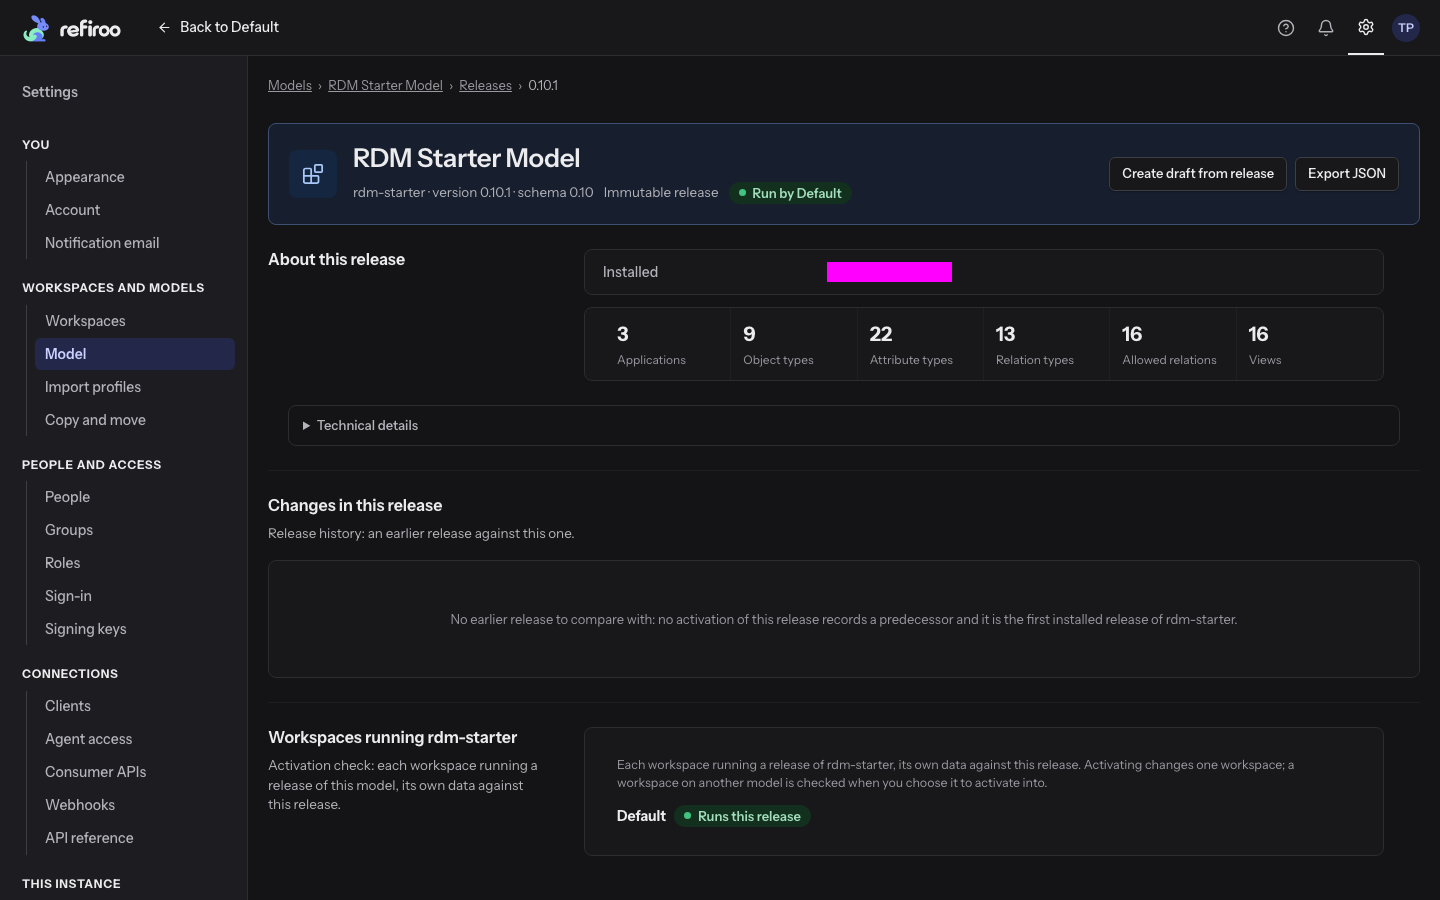 refiroo
← Back to Default
TP
Settings
YOU
Appearance
Account
Notification email
WORKSPACES AND MODELS
Workspaces
Model
Import profiles
Copy and move
PEOPLE AND ACCESS
People
Groups
Roles
Sign-in
Signing keys
CONNECTIONS
Clients
Agent access
Consumer APIs
Webhooks
API reference
THIS INSTANCE
Models › RDM Starter Model › Releases › 0.10.1
RDM Starter Model
rdm-starter · version 0.10.1 · schema 0.10 Immutable release Run by Default
Create draft from release
Export JSON
About this release
Installed
3 Applications
9 Object types
22 Attribute types
13 Relation types
16 Allowed relations
16 Views
Technical details
Changes in this release
Release history: an earlier release against this one.
No earlier release to compare with: no activation of this release records a predecessor and it is the first installed release of rdm-starter.
Workspaces running rdm-starter
Activation check: each workspace running a
release of this model, its own data against
this release.
Each workspace running a release of rdm-starter, its own data against this release. Activating changes one workspace; a
workspace on another model is checked when you choose it to activate into.
Default Runs this release